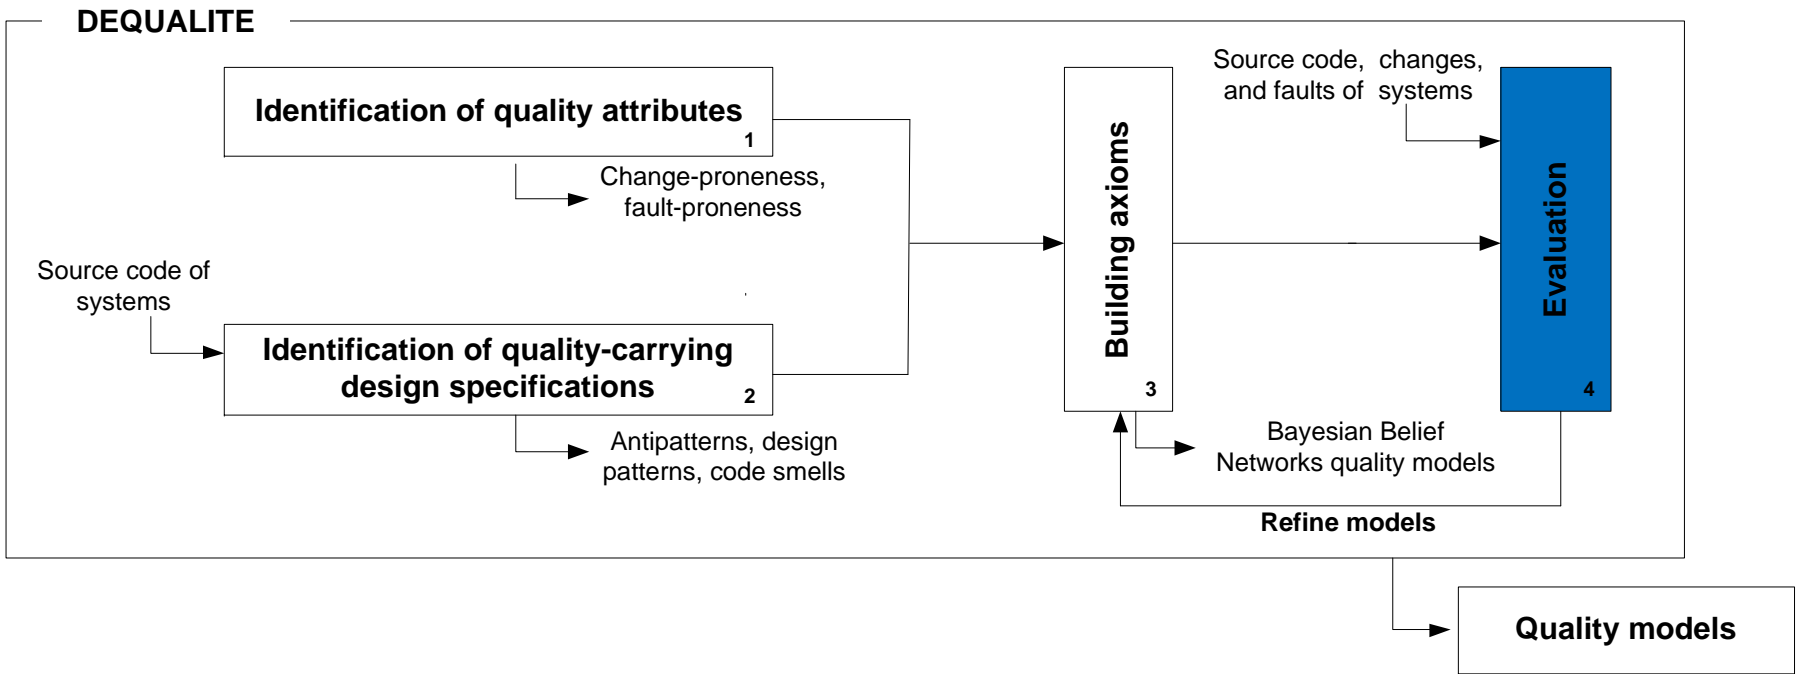 DEQUALITE
Identification of quality attributes
1
Change-proneness,
fault-proneness
Source code of
systems
Identification of quality-carrying
design specifications
2
Antipatterns, design
patterns, code smells
Building axioms
3
Bayesian Belief
Networks quality models
Source code, changes,
and faults of systems
Evaluation
4
Refine models
Quality models